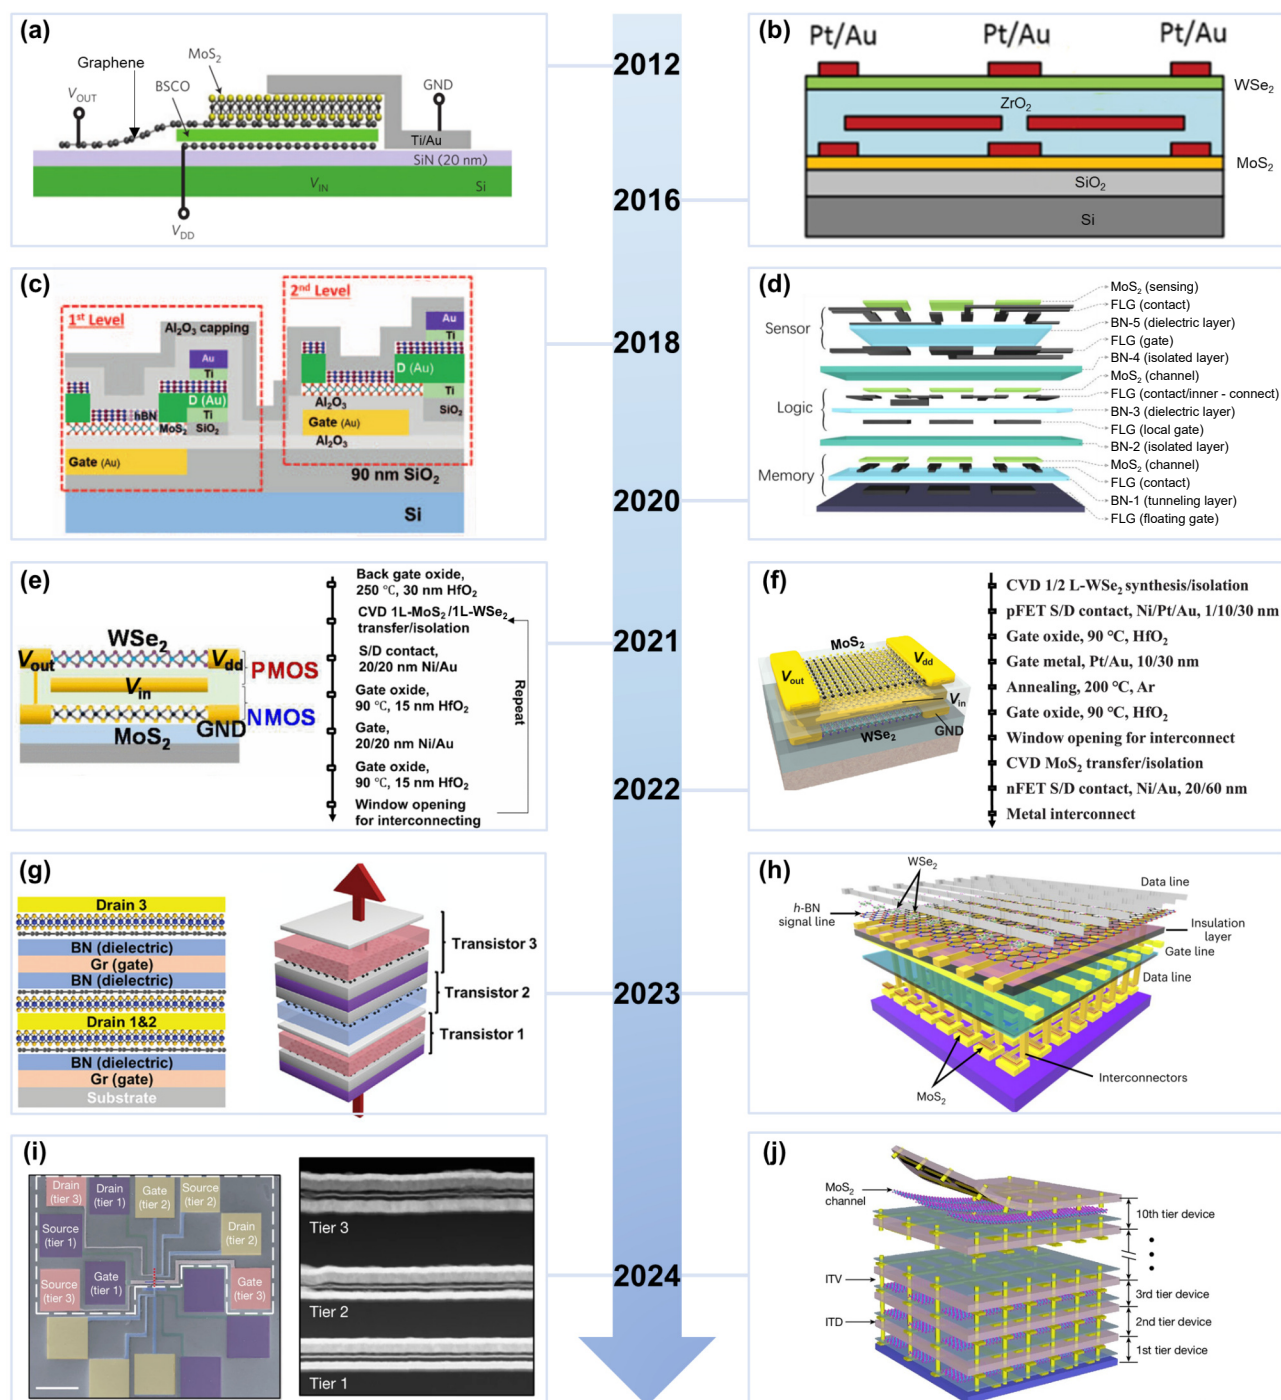 (a)
Graphene
MoS₂
BSCO
V_OUT
GND
Ti/Au
SiN (20 nm)
V_IN
Si
V_DD
2012
(b)
Pt/Au
Pt/Au
Pt/Au
WSe₂
ZrO₂
MoS₂
SiO₂
Si
2016
(c)
1st Level
2nd Level
Al₂O₃ capping
Au
Ti
D (Au)
Ti
hBN
MoS₂
SiO₂
Gate (Au)
Au
Ti
D (Au)
Ti
Al₂O₃
SiO₂
Gate (Au)
Al₂O₃
90 nm SiO₂
Si
2018
(d)
Sensor
Logic
Memory
MoS₂ (sensing)
FLG (contact)
BN-5 (dielectric layer)
FLG (gate)
BN-4 (isolated layer)
MoS₂ (channel)
FLG (contact/inner - connect)
BN-3 (dielectric layer)
FLG (local gate)
BN-2 (isolated layer)
MoS₂ (channel)
FLG (contact)
BN-1 (tunneling layer)
FLG (floating gate)
2020
(e)
WSe₂
V_out
V_dd
PMOS
V_in
NMOS
GND
MoS₂
Back gate oxide,
250 ℃, 30 nm HfO₂
CVD 1L-MoS₂/1L-WSe₂
transfer/isolation
S/D contact,
20/20 nm Ni/Au
Gate oxide,
90 ℃, 15 nm HfO₂
Gate,
20/20 nm Ni/Au
Gate oxide,
90 ℃, 15 nm HfO₂
Window opening
for interconnecting
Repeat
2021
(f)
MoS₂
V_out
V_dd
V_in
GND
WSe₂
CVD 1/2 L-WSe₂ synthesis/isolation
pFET S/D contact, Ni/Pt/Au, 1/10/30 nm
Gate oxide, 90 ℃, HfO₂
Gate metal, Pt/Au, 10/30 nm
Annealing, 200 ℃, Ar
Gate oxide, 90 ℃, HfO₂
Window opening for interconnect
CVD MoS₂ transfer/isolation
nFET S/D contact, Ni/Au, 20/60 nm
Metal interconnect
2022
(g)
Drain 3
BN (dielectric)
Gr (gate)
BN (dielectric)
Drain 1&2
BN (dielectric)
Gr (gate)
Substrate
Transistor 3
Transistor 2
Transistor 1
2023
(h)
WSe₂
h-BN
signal line
Data line
Insulation
layer
Gate line
Data line
Interconnectors
MoS₂
(i)
Drain
(tier 3)
Drain
(tier 1)
Gate
(tier 2)
Source
(tier 2)
Source
(tier 1)
Drain
(tier 2)
Source
(tier 3)
Gate
(tier 1)
Gate
(tier 3)
Tier 3
Tier 2
Tier 1
2024
(j)
MoS₂
channel
10th tier device
ITV
3rd tier device
ITD
2nd tier device
1st tier device